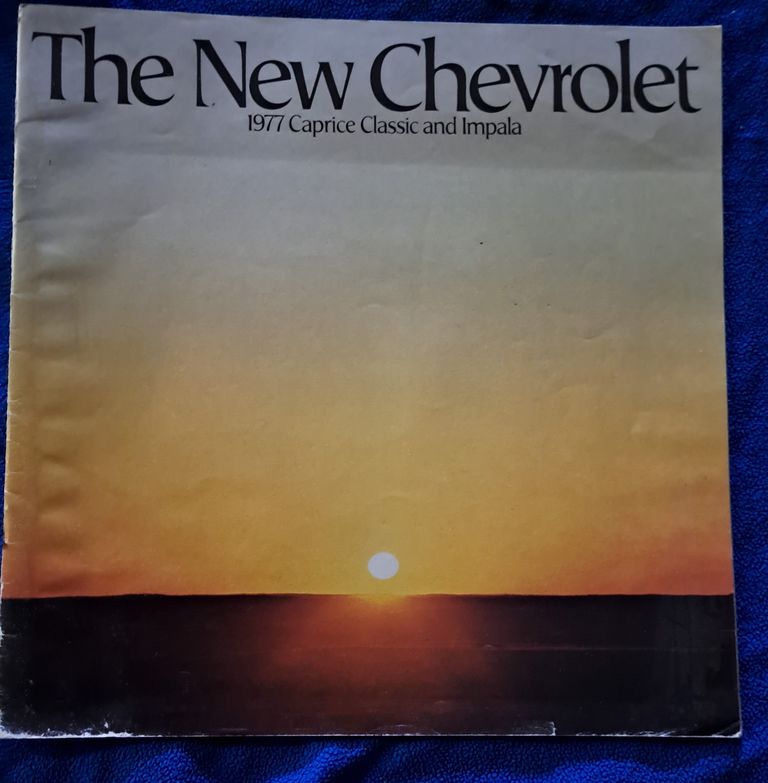 The New Chevrolet
1977 Caprice Classic and Impala